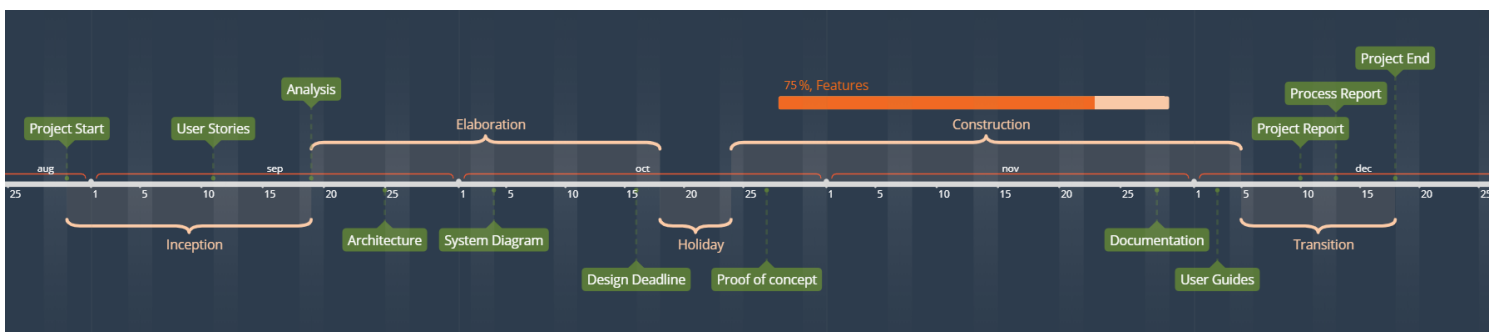 Project End
75%, Features
Analysis
Process Report
Project Start
User Stories
Elaboration
Construction
Project Report
aug
sep
oct
nov
dec
25
1
5
10
15
20
25
1
5
10
15
20
25
1
5
10
15
20
25
1
5
10
15
20
25
Inception
Architecture
System Diagram
Holiday
Documentation
Transition
Design Deadline
Proof of concept
User Guides